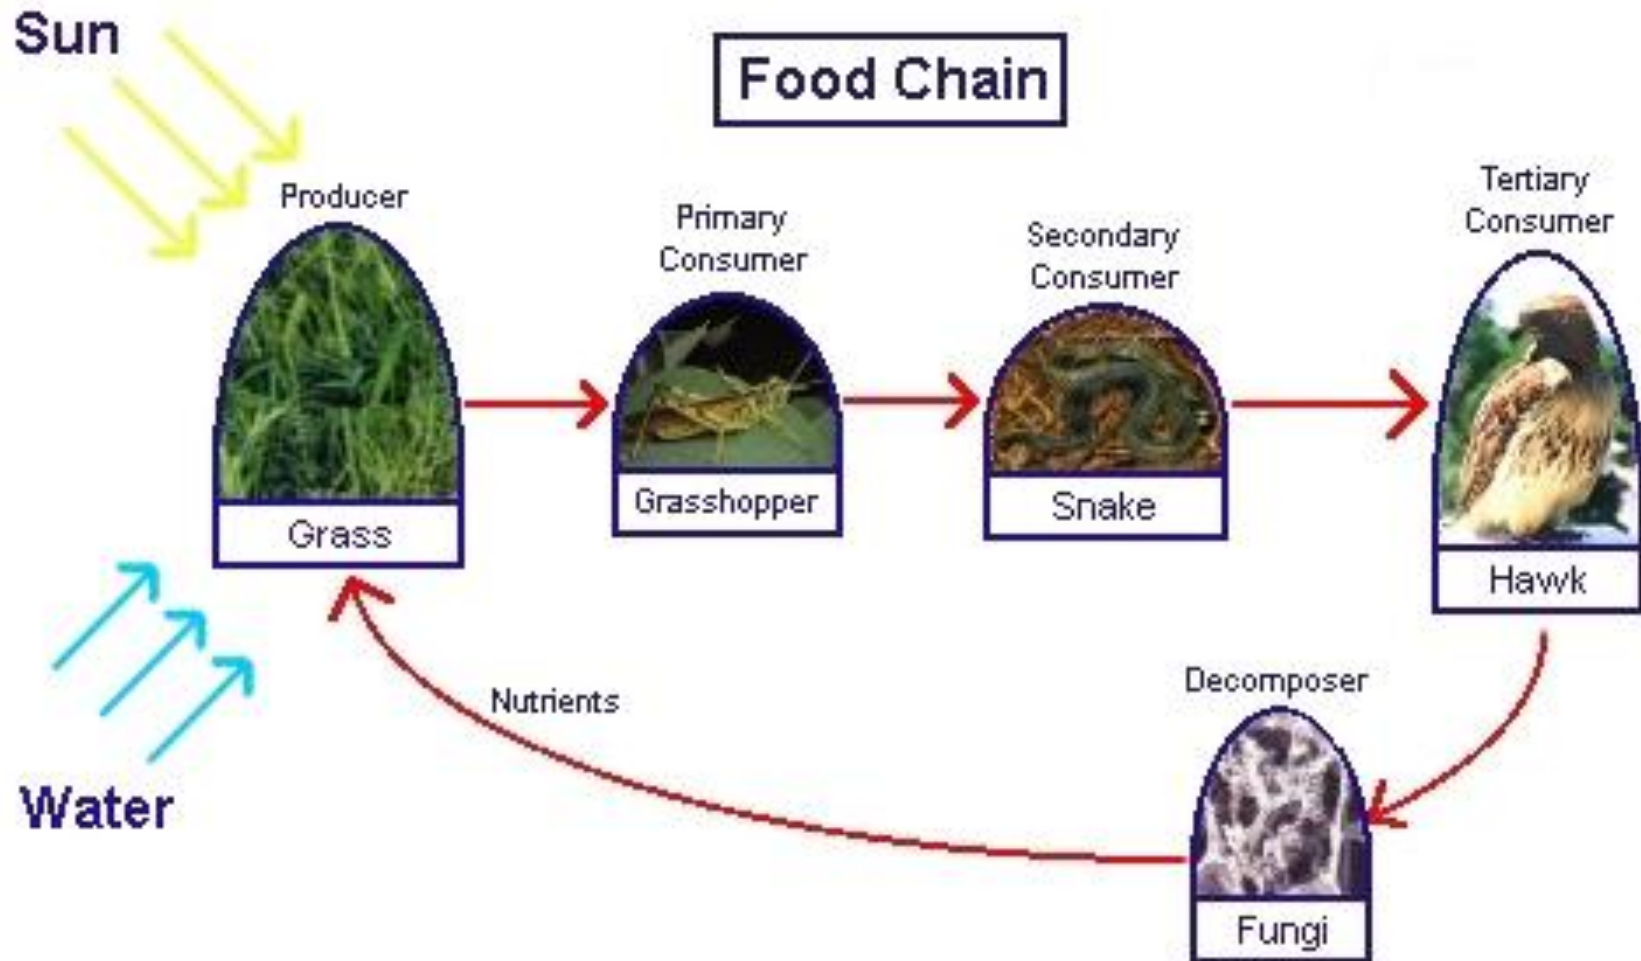 Sun
Food Chain
Producer
Primary
Consumer
Secondary
Consumer
Tertiary
Consumer
Grass
Grasshopper
Snake
Hawk
Nutrients
Decomposer
Water
Fungi